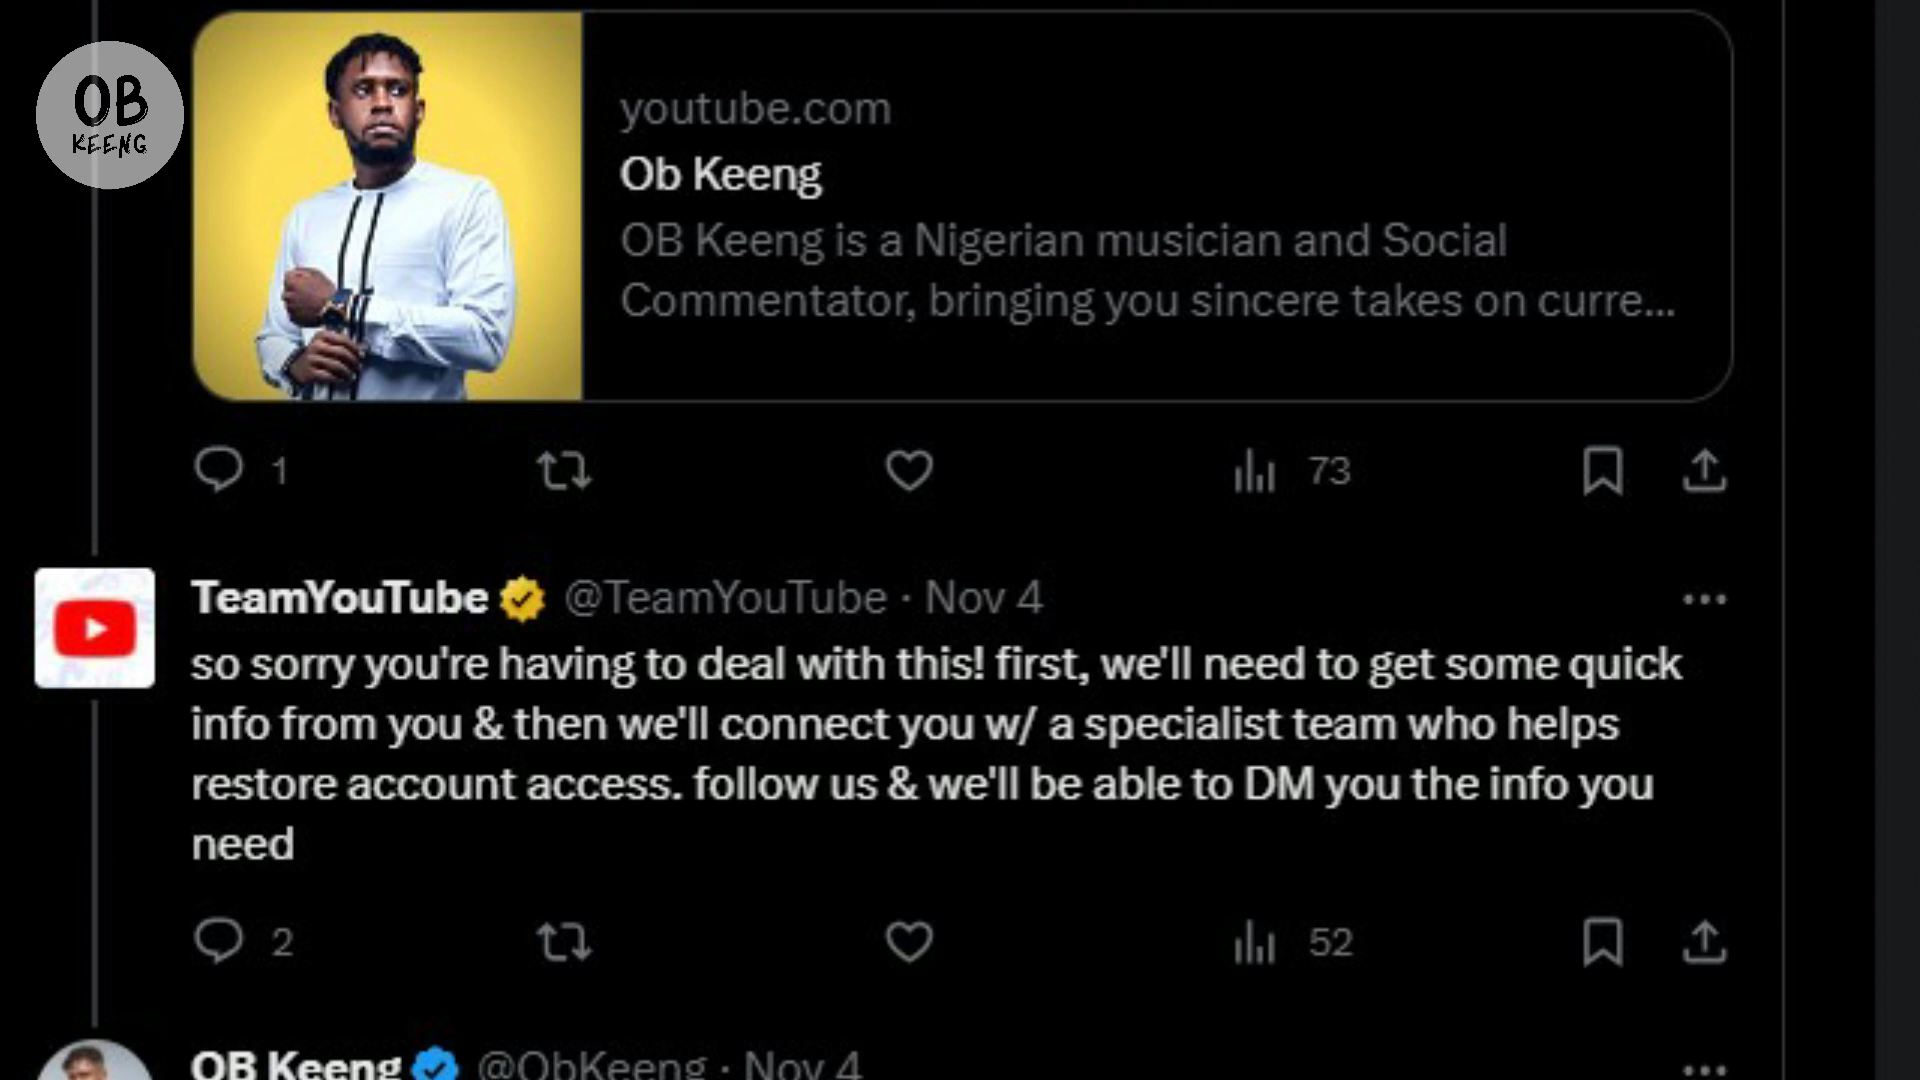 OB
KEENG
youtube.com
Ob Keeng
OB Keeng is a Nigerian musician and Social
Commentator, bringing you sincere takes on curre...
1
73
TeamYouTube @TeamYouTube · Nov 4
so sorry you're having to deal with this! first, we'll need to get some quick
info from you & then we'll connect you w/ a specialist team who helps
restore account access. follow us & we'll be able to DM you the info you
need
2
52
OB Keeng @ObKeeng · Nov 4